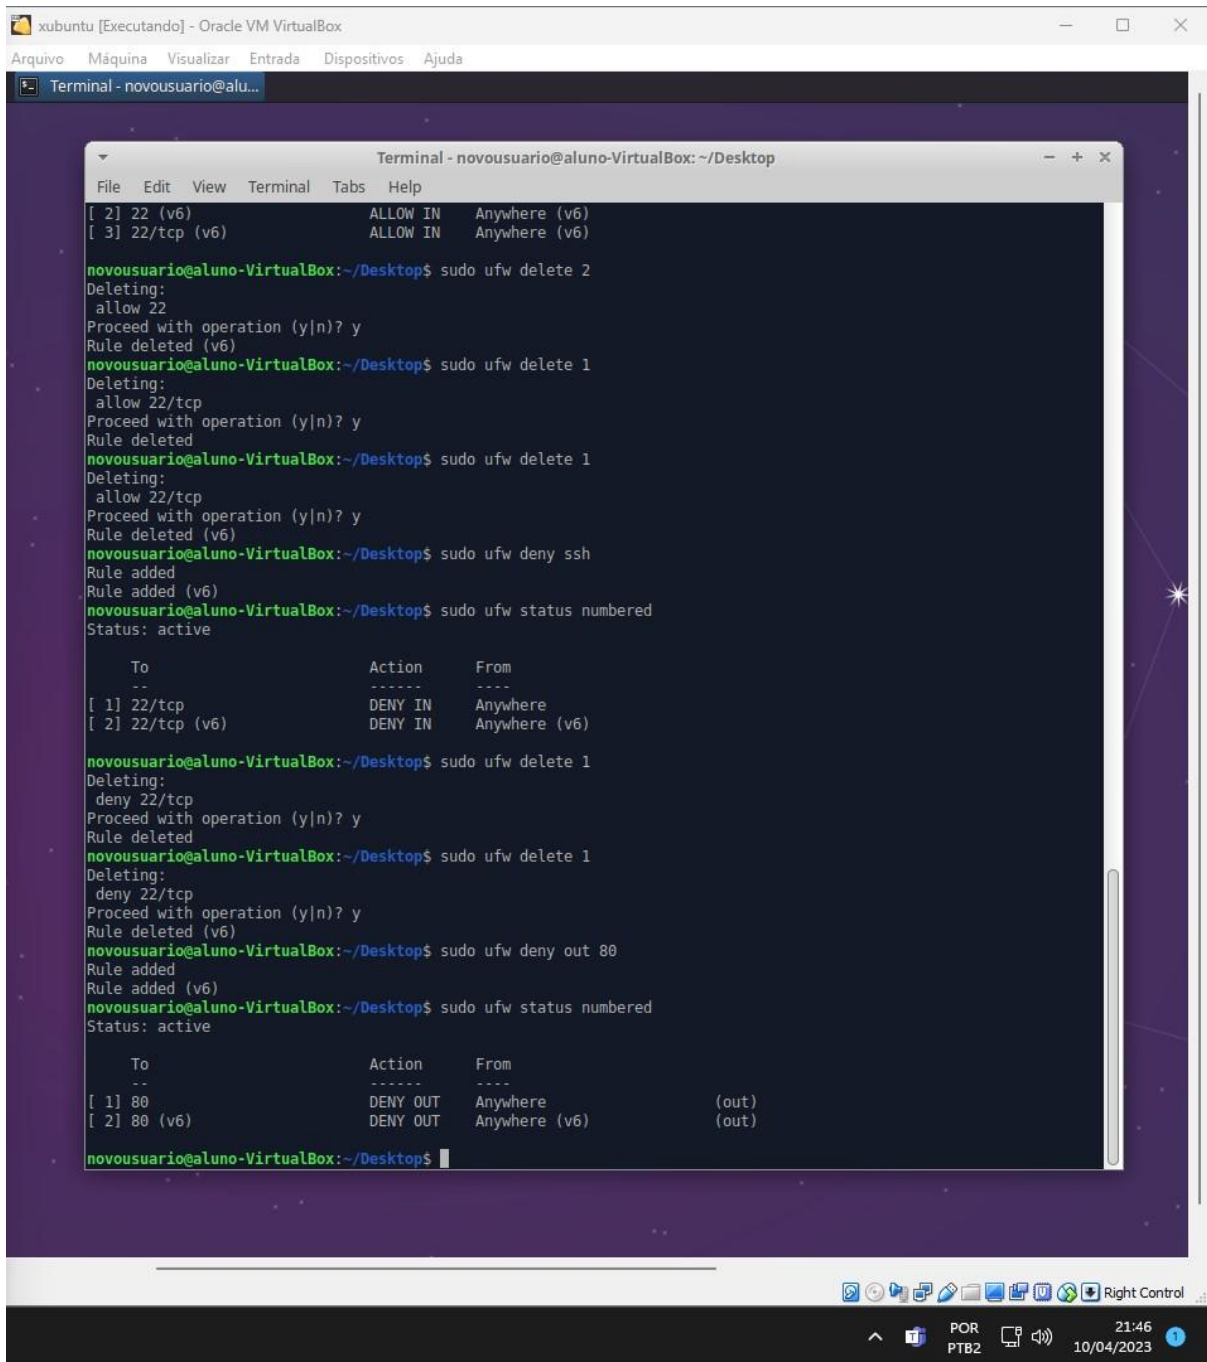 xubuntu [Executando] - Oracle VM VirtualBox
Arquivo Máquina Visualizar Entrada Dispositivos Ajuda
Terminal - novousuario@alu...
Terminal - novousuario@aluno-VirtualBox: ~/Desktop
File Edit View Terminal Tabs Help
[ 2] 22 (v6) ALLOW IN Anywhere (v6)
[ 3] 22/tcp (v6) ALLOW IN Anywhere (v6)
novousuario@aluno-VirtualBox:~/Desktop$ sudo ufw delete 2
Deleting:
allow 22
Proceed with operation (y|n)? y
Rule deleted (v6)
novousuario@aluno-VirtualBox:~/Desktop$ sudo ufw delete 1
Deleting:
allow 22/tcp
Proceed with operation (y|n)? y
Rule deleted
novousuario@aluno-VirtualBox:~/Desktop$ sudo ufw delete 1
Deleting:
allow 22/tcp
Proceed with operation (y|n)? y
Rule deleted (v6)
novousuario@aluno-VirtualBox:~/Desktop$ sudo ufw deny ssh
Rule added
Rule added (v6)
novousuario@aluno-VirtualBox:~/Desktop$ sudo ufw status numbered
Status: active
To Action From
-- ------ ----
[ 1] 22/tcp DENY IN Anywhere
[ 2] 22/tcp (v6) DENY IN Anywhere (v6)
novousuario@aluno-VirtualBox:~/Desktop$ sudo ufw delete 1
Deleting:
deny 22/tcp
Proceed with operation (y|n)? y
Rule deleted
novousuario@aluno-VirtualBox:~/Desktop$ sudo ufw delete 1
Deleting:
deny 22/tcp
Proceed with operation (y|n)? y
Rule deleted (v6)
novousuario@aluno-VirtualBox:~/Desktop$ sudo ufw deny out 80
Rule added
Rule added (v6)
novousuario@aluno-VirtualBox:~/Desktop$ sudo ufw status numbered
Status: active
To Action From
-- ------ ----
[ 1] 80 DENY OUT Anywhere (out)
[ 2] 80 (v6) DENY OUT Anywhere (v6) (out)
novousuario@aluno-VirtualBox:~/Desktop$
Right Control
POR 21:46
PTB2 10/04/2023 1